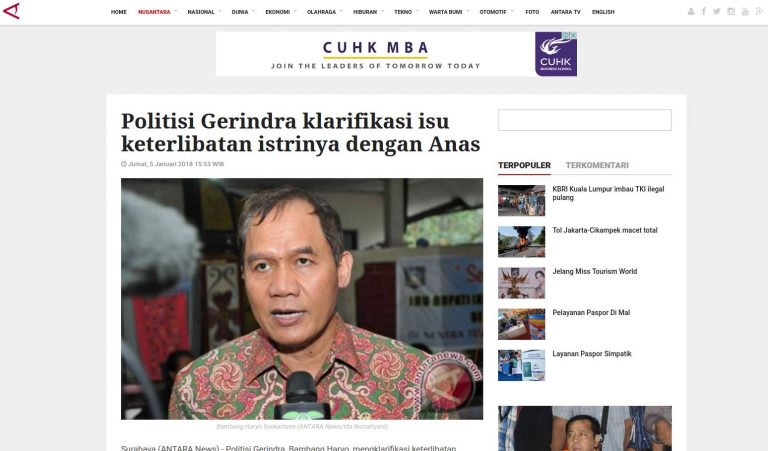 HOME NUSANTARA NASIONAL DUNIA EKONOMI OLAHRAGA HIBURAN TEKNO WARTA BUMI OTOMOTIF FOTO ANTARA TV ENGLISH
CUHK MBA
JOIN THE LEADERS OF TOMORROW TODAY
CUHK
BUSINESS SCHOOL
Politisi Gerindra klarifikasi isu
keterlibatan istrinya dengan Anas
Jumat, 5 Januari 2018 15:53 WIB
antaranews.com
Bambang Haryo Soekartono (ANTARA News/Ida Nurcahyani)
Surabaya (ANTARA News) - Politisi Gerindra, Bambang Haryo, mengklarifikasi keterlibatan
TERPOPULER TERKOMENTARI
KBRI Kuala Lumpur imbau TKI ilegal
pulang
Tol Jakarta-Cikampek macet total
Jelang Miss Tourism World
Pelayanan Paspor Di Mal
Layanan Paspor Simpatik